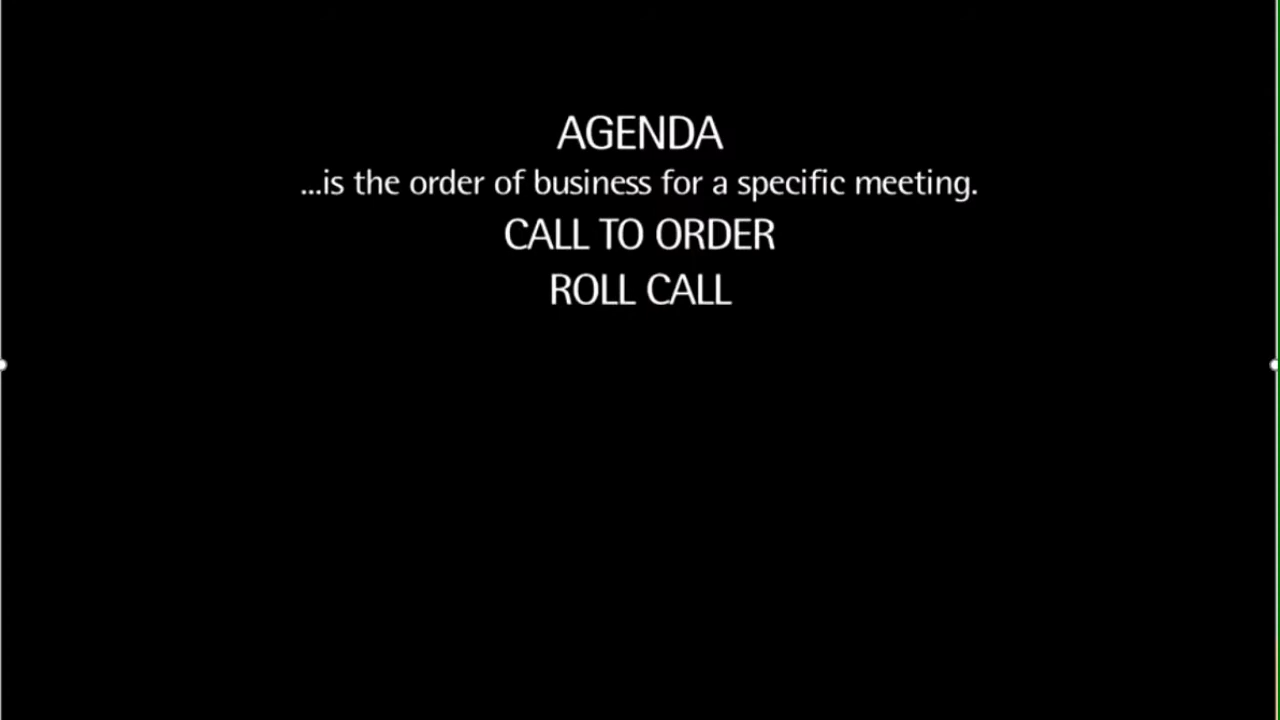 AGENDA
...is the order of business for a specific meeting.
CALL TO ORDER
ROLL CALL